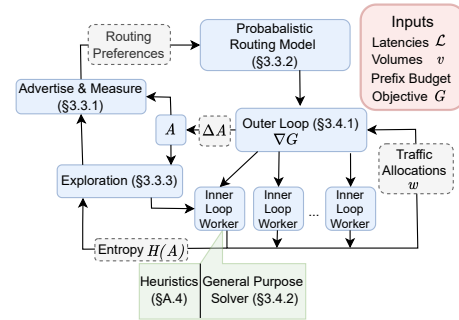 Routing
Preferences
Probabalistic
Routing Model
(§3.3.2)
Inputs
Latencies ℒ
Volumes v
Prefix Budget
Objective G
Advertise & Measure
(§3.3.1)
A
ΔA
Outer Loop (§3.4.1)
∇G
Traffic
Allocations
w
Exploration (§3.3.3)
Inner
Loop
Worker
Inner
Loop
Worker
...
Inner
Loop
Worker
Entropy H(A)
Heuristics
(§A.4)
General Purpose
Solver (§3.4.2)